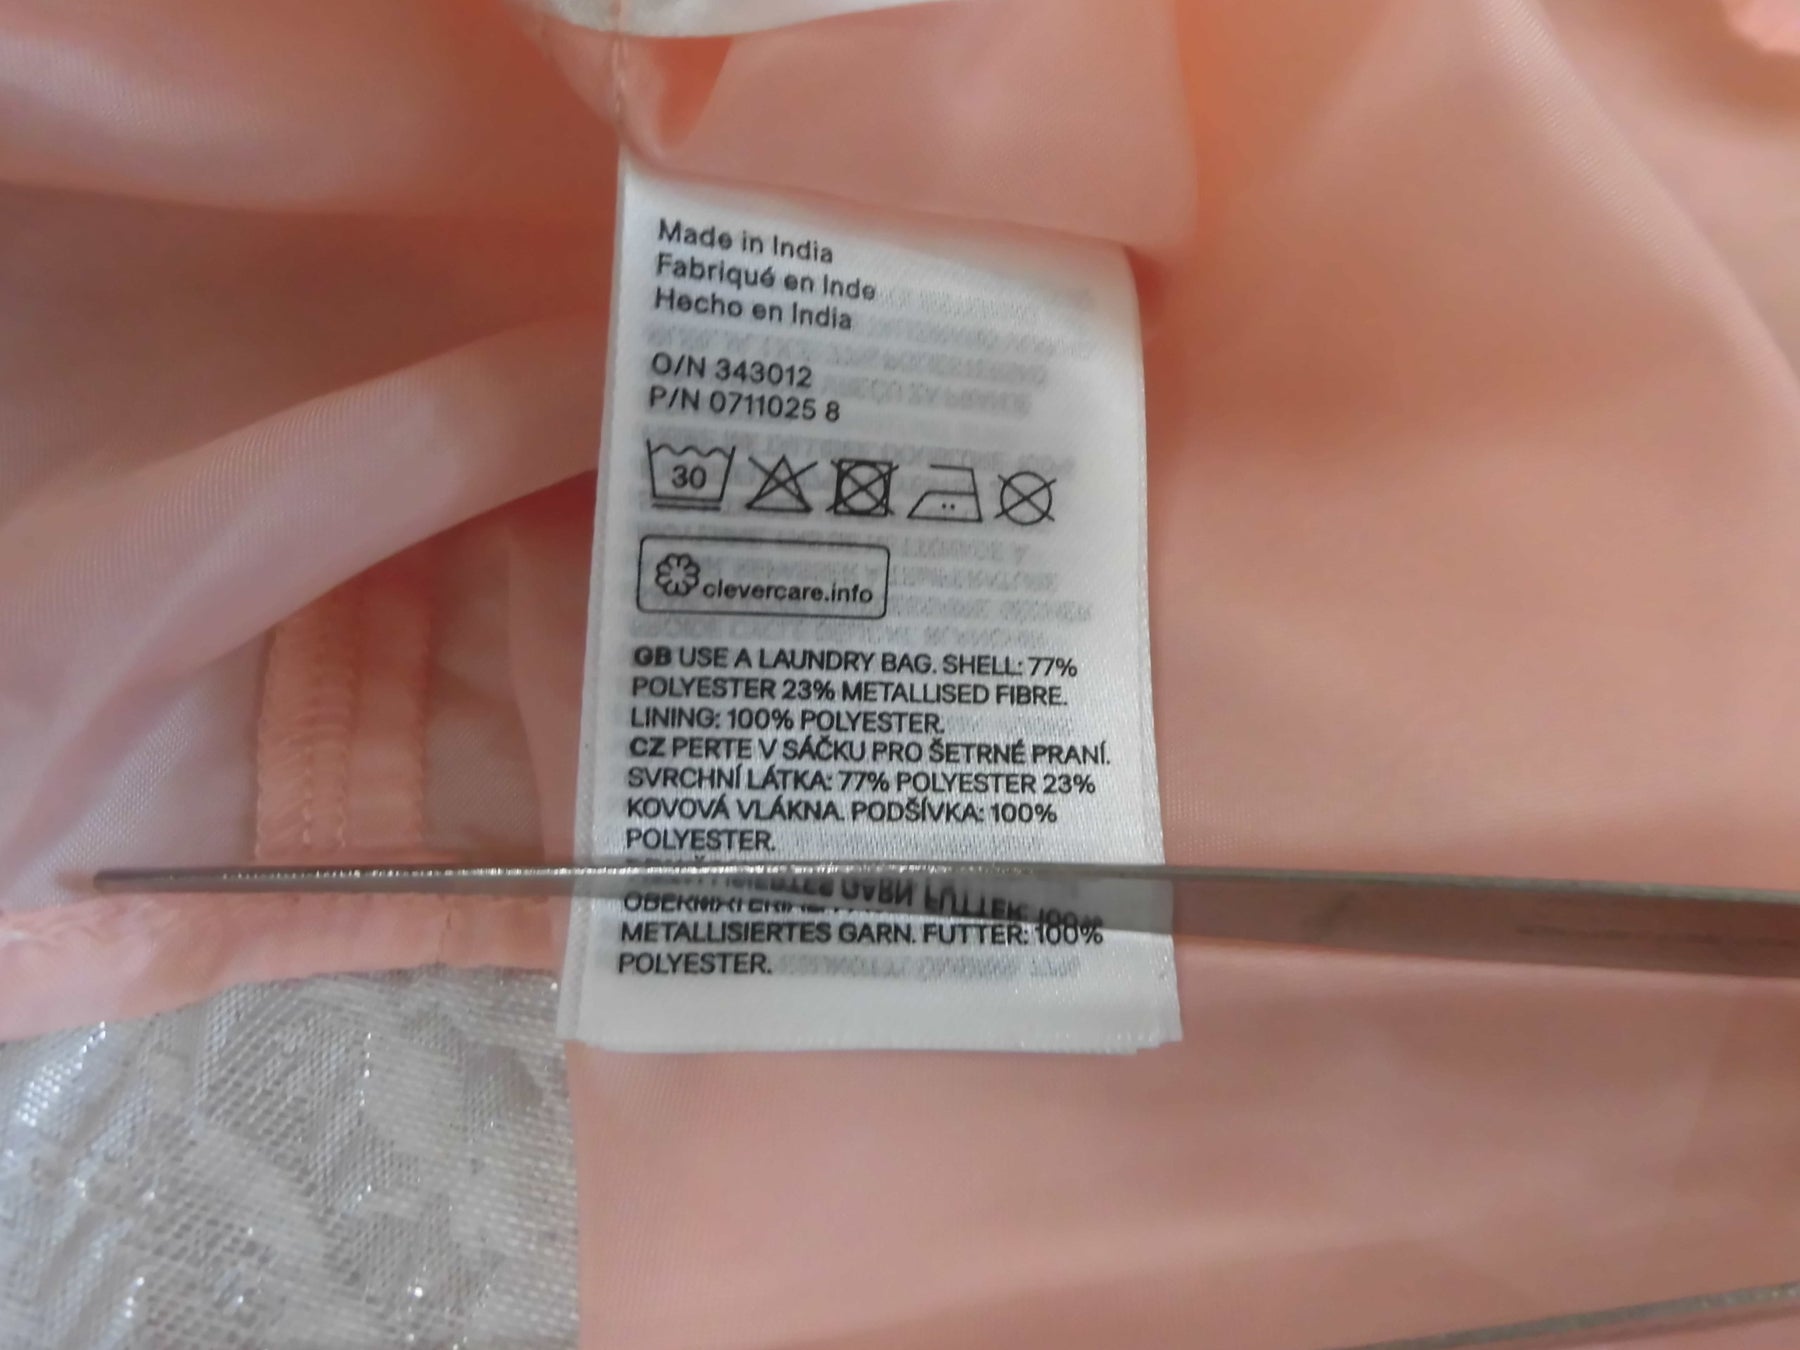 Made in India
Fabriqué en Inde
Hecho en India
O/N 343012
P/N 0711025 8
30
clevercare.info
GB USE A LAUNDRY BAG. SHELL: 77%
POLYESTER 23% METALLISED FIBRE.
LINING: 100% POLYESTER.
CZ PERTE V SÁČKU PRO ŠETRNÉ PRANÍ.
SVRCHNÍ LÁTKA: 77% POLYESTER 23%
KOVOVÁ VLÁKNA. PODŠÍVKA: 100%
POLYESTER.
METALLISIERTES GARN. FUTTER: 100%
POLYESTER.